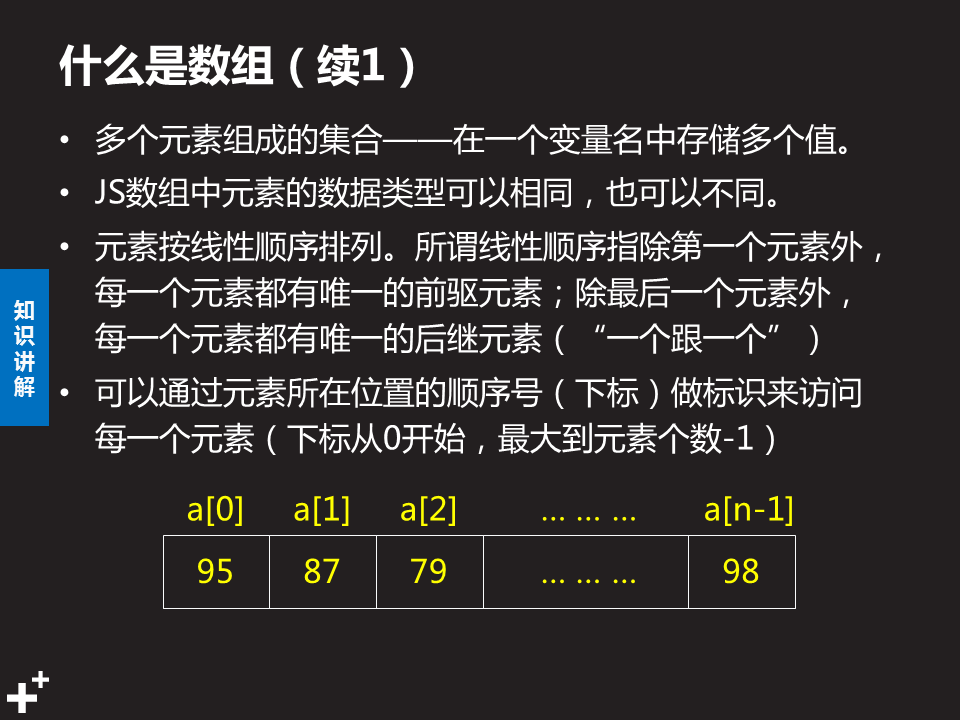 什么是数组（续1）
• 多个元素组成的集合——在一个变量名中存储多个值。
• JS数组中元素的数据类型可以相同，也可以不同。
• 元素按线性顺序排列。所谓线性顺序指除第一个元素外，
每一个元素都有唯一的前驱元素；除最后一个元素外，
每一个元素都有唯一的后继元素（“一个跟一个”）
知识讲解
• 可以通过元素所在位置的顺序号（下标）做标识来访问
每一个元素（下标从0开始，最大到元素个数-1）
a[0] a[1] a[2] … … … a[n-1]
95 87 79 … … … 98